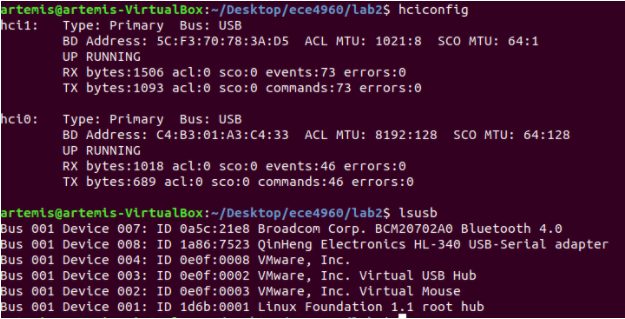 artemis@artemis-VirtualBox:~/Desktop/ece4960/lab2$ hciconfig
hci1:   Type: Primary  Bus: USB
        BD Address: 5C:F3:70:78:3A:D5  ACL MTU: 1021:8  SCO MTU: 64:1
        UP RUNNING
        RX bytes:1506 acl:0 sco:0 events:73 errors:0
        TX bytes:1093 acl:0 sco:0 commands:73 errors:0
hci0:   Type: Primary  Bus: USB
        BD Address: C4:B3:01:A3:C4:33  ACL MTU: 8192:128  SCO MTU: 64:128
        UP RUNNING
        RX bytes:1018 acl:0 sco:0 events:46 errors:0
        TX bytes:689 acl:0 sco:0 commands:46 errors:0
artemis@artemis-VirtualBox:~/Desktop/ece4960/lab2$ lsusb
Bus 001 Device 007: ID 0a5c:21e8 Broadcom Corp. BCM20702A0 Bluetooth 4.0
Bus 001 Device 008: ID 1a86:7523 QinHeng Electronics HL-340 USB-Serial adapter
Bus 001 Device 004: ID 0e0f:0008 VMware, Inc.
Bus 001 Device 003: ID 0e0f:0002 VMware, Inc. Virtual USB Hub
Bus 001 Device 002: ID 0e0f:0003 VMware, Inc. Virtual Mouse
Bus 001 Device 001: ID 1d6b:0001 Linux Foundation 1.1 root hub